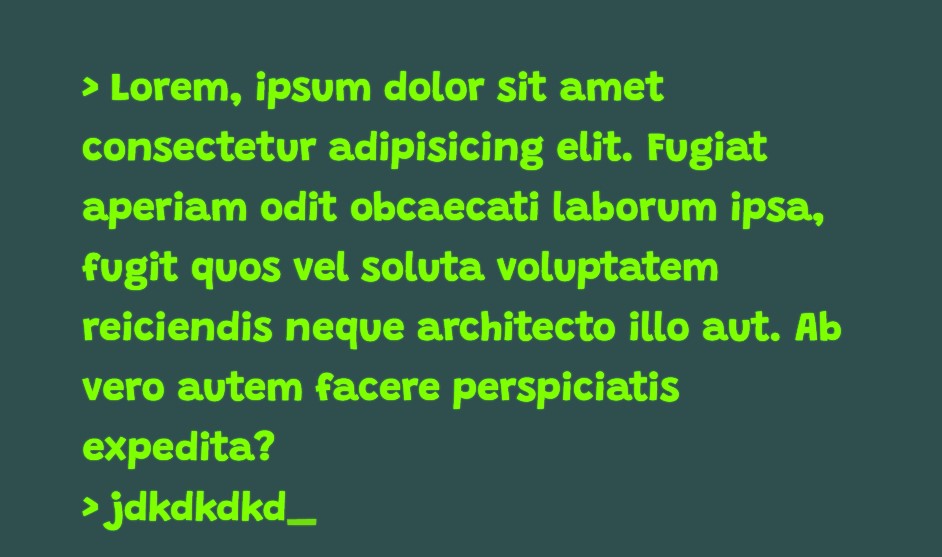 > Lorem, ipsum dolor sit amet
consectetur adipisicing elit. Fugiat
aperiam odit obcaecati laborum ipsa,
fugit quos vel soluta voluptatem
reiciendis neque architecto illo aut. Ab
vero autem facere perspiciatis
expedita?
> jdkdkdkd_